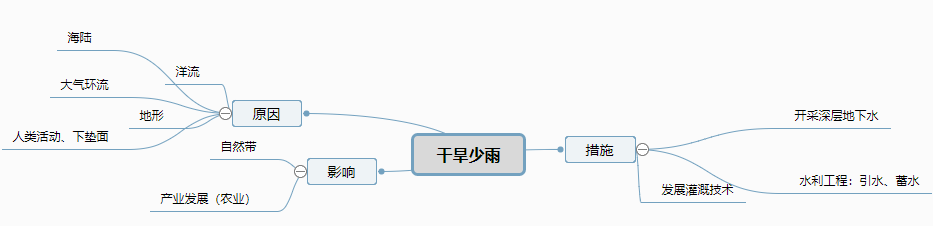 干旱少雨
原因
海陆
洋流
大气环流
地形
人类活动、下垫面
影响
自然带
产业发展（农业）
措施
开采深层地下水
水利工程：引水、蓄水
发展灌溉技术